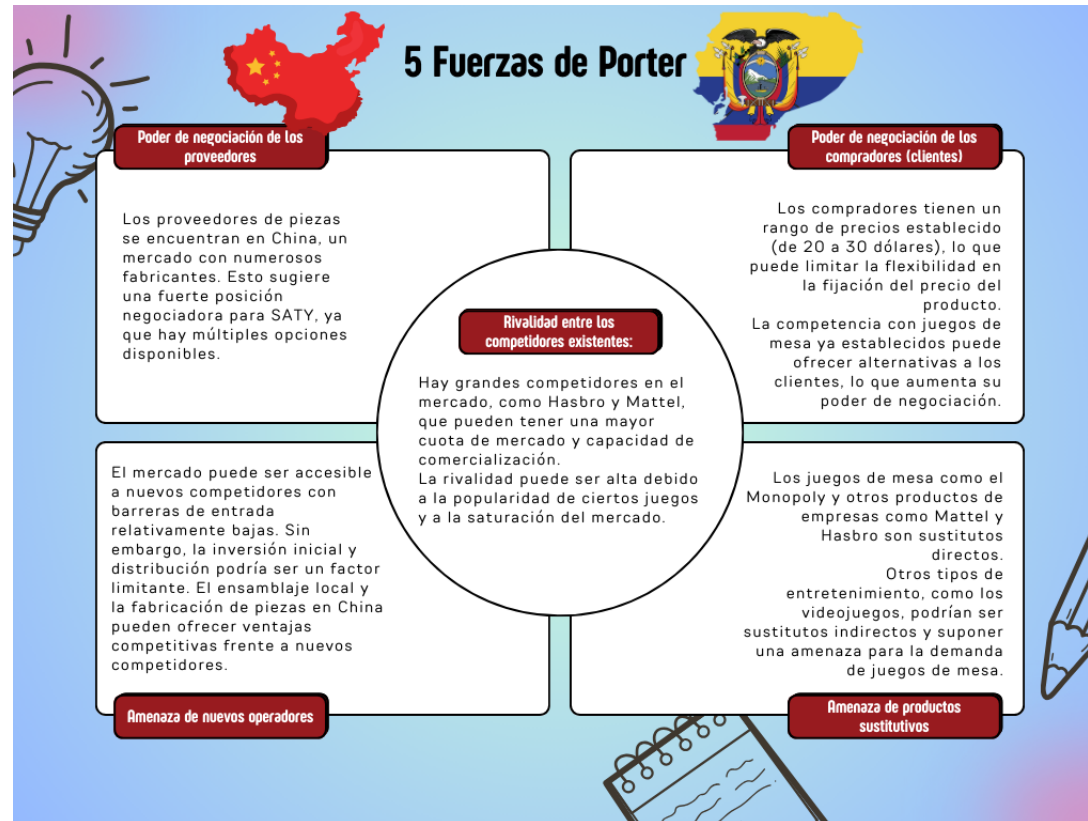 5 Fuerzas de Porter
Poder de negociación de los
proveedores
Los proveedores de piezas
se encuentran en China, un
mercado con numerosos
fabricantes. Esto sugiere
una fuerte posición
negociadora para SATY, ya
que hay múltiples opciones
disponibles.
Poder de negociación de los
compradores (clientes)
Los compradores tienen un
rango de precios establecido
(de 20 a 30 dólares), lo que
puede limitar la flexibilidad en
la fijación del precio del
producto.
La competencia con juegos de
mesa ya establecidos puede
ofrecer alternativas a los
clientes, lo que aumenta su
poder de negociación.
Rivalidad entre los
competidores existentes:
Hay grandes competidores en el
mercado, como Hasbro y Mattel,
que pueden tener una mayor
cuota de mercado y capacidad de
comercialización.
La rivalidad puede ser alta debido
a la popularidad de ciertos juegos
y a la saturación del mercado.
El mercado puede ser accesible
a nuevos competidores con
barreras de entrada
relativamente bajas. Sin
embargo, la inversión inicial y
distribución podría ser un factor
limitante. El ensamblaje local y
la fabricación de piezas en China
pueden ofrecer ventajas
competitivas frente a nuevos
competidores.
Amenaza de nuevos operadores
Los juegos de mesa como el
Monopoly y otros productos de
empresas como Mattel y
Hasbro son sustitutos
directos.
Otros tipos de
entretenimiento, como los
videojuegos, podrían ser
sustitutos indirectos y suponer
una amenaza para la demanda
de juegos de mesa.
Amenaza de productos
sustitutivos